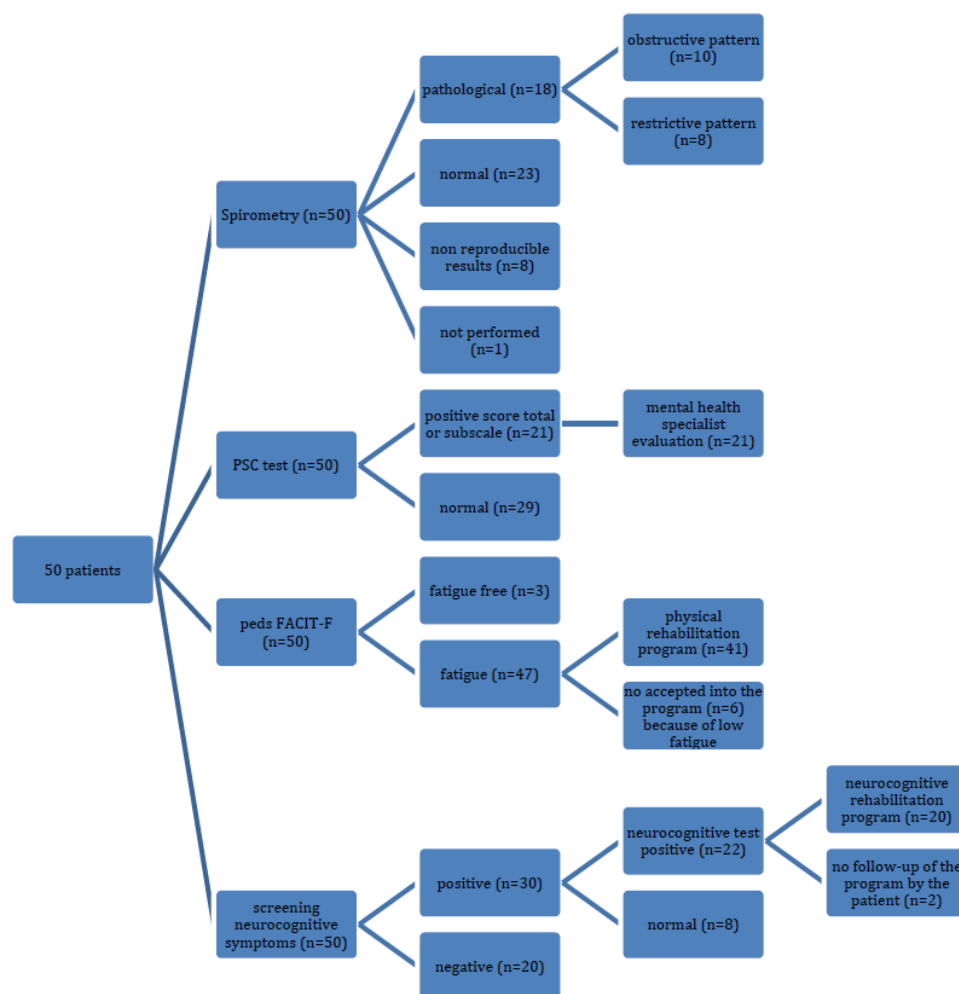 obstructive pattern
(n=10)
pathological (n=18)
restrictive pattern
(n=8)
normal (n=23)
Spirometry (n=50)
non reproducible
results (n=8)
not performed
(n=1)
positive score total
or subscale (n=21)
mental health
specialist
evaluation (n=21)
PSC test (n=50)
normal (n=29)
50 patients
fatigue free (n=3)
peds FACIT-F
(n=50)
physical
rehabilitation
program (n=41)
fatigue (n=47)
no accepted into the
program (n=6)
because of low
fatigue
neurocognitive
rehabilitation
program (n=20)
neurocognitive test
positive (n=22)
positive (n=30)
no follow-up of the
program by the
patient (n=2)
screening
neurocognitive
symptoms (n=50)
normal (n=8)
negative (n=20)